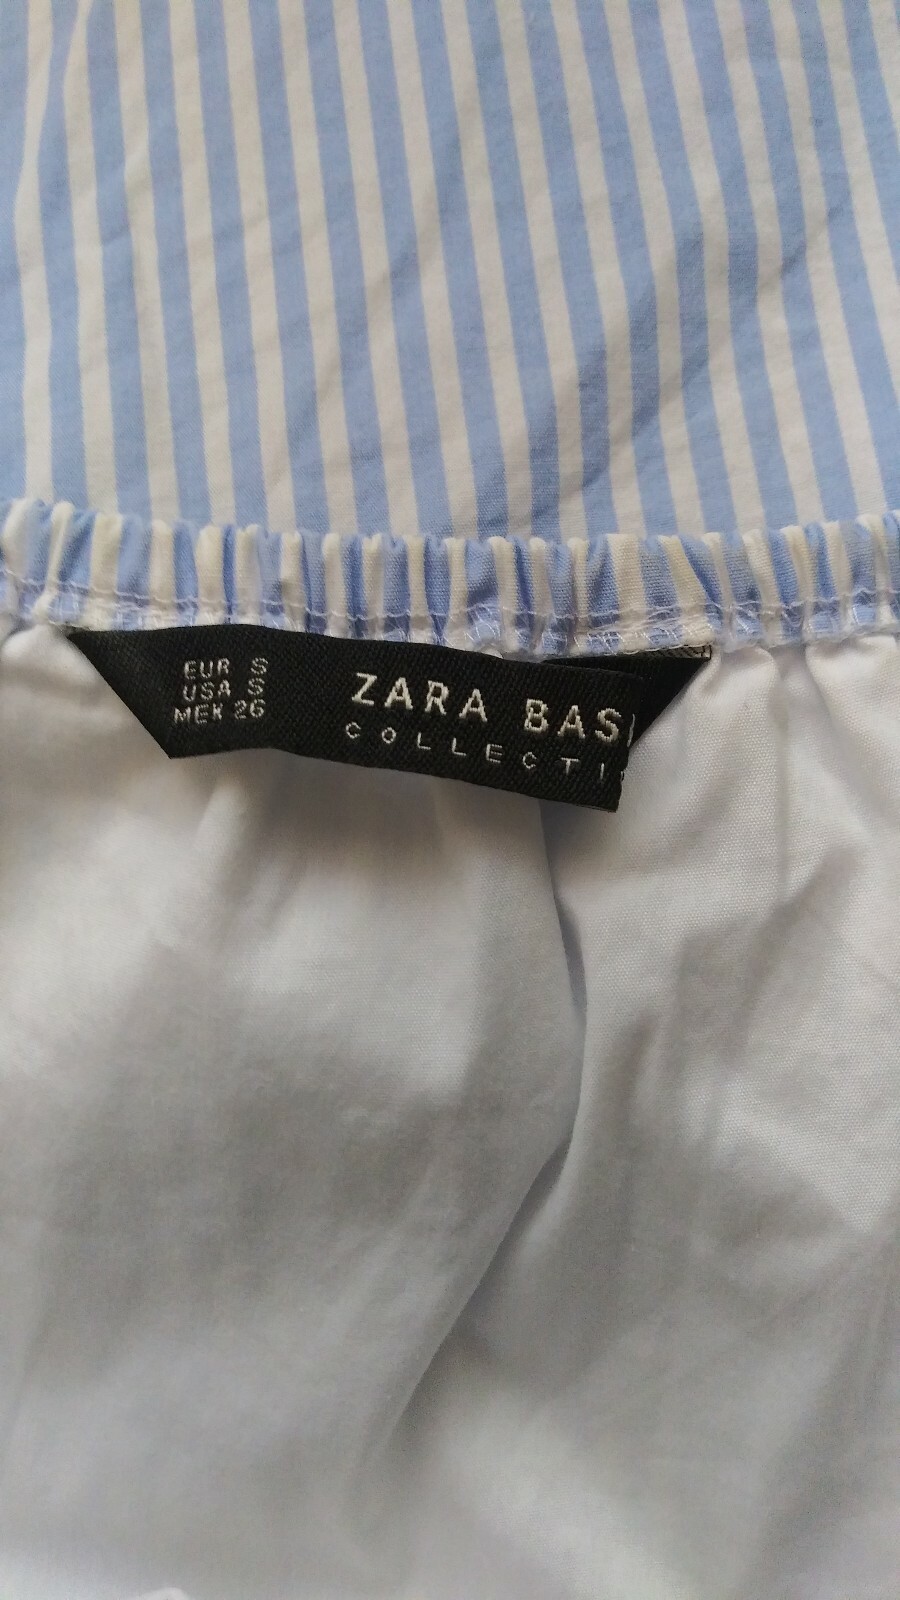 EUR S
USA S
MEX 26
ZARA BAS
COLLECTI